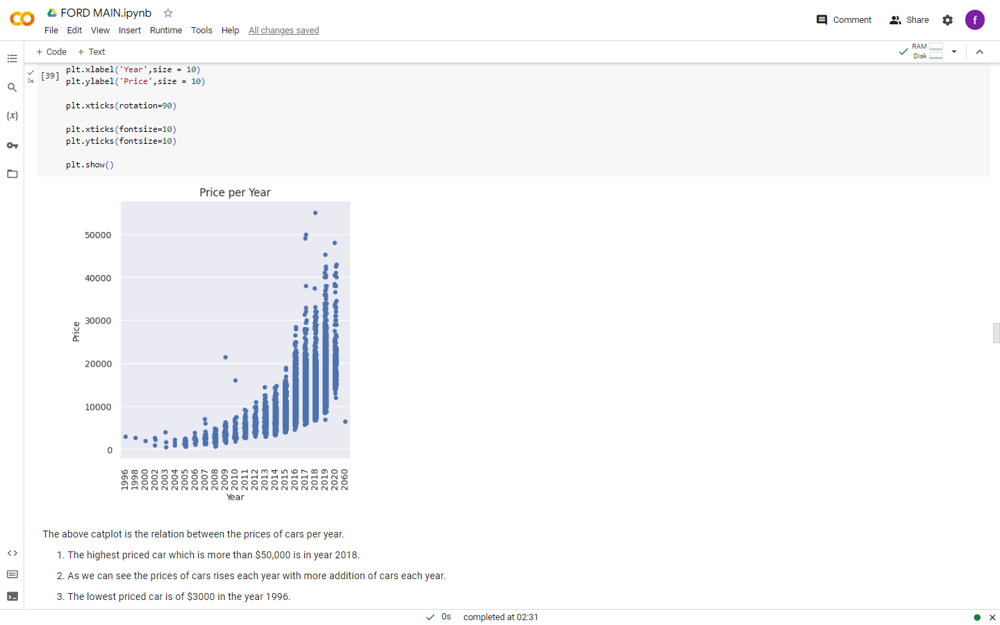 FORD MAIN.ipynb
File Edit View Insert Runtime Tools Help All changes saved
Comment Share f
+ Code + Text
RAM
Disk
{x}
0s
[39]
plt.xlabel('Year',size = 10)
plt.ylabel('Price',size = 10)
plt.xticks(rotation=90)
plt.xticks(fontsize=10)
plt.yticks(fontsize=10)
plt.show()
Price per Year
50000
40000
30000
20000
10000
0
Price
1996 1998 2000 2002 2003 2004 2005 2006 2007 2008 2009 2010 2011 2012 2013 2014 2015 2016 2017 2018 2019 2020 2060
Year
The above catplot is the relation between the prices of cars per year.
1. The highest priced car which is more than $50,000 is in year 2018.
2. As we can see the prices of cars rises each year with more addition of cars each year.
3. The lowest priced car is of $3000 in the year 1996.
0s completed at 02:31